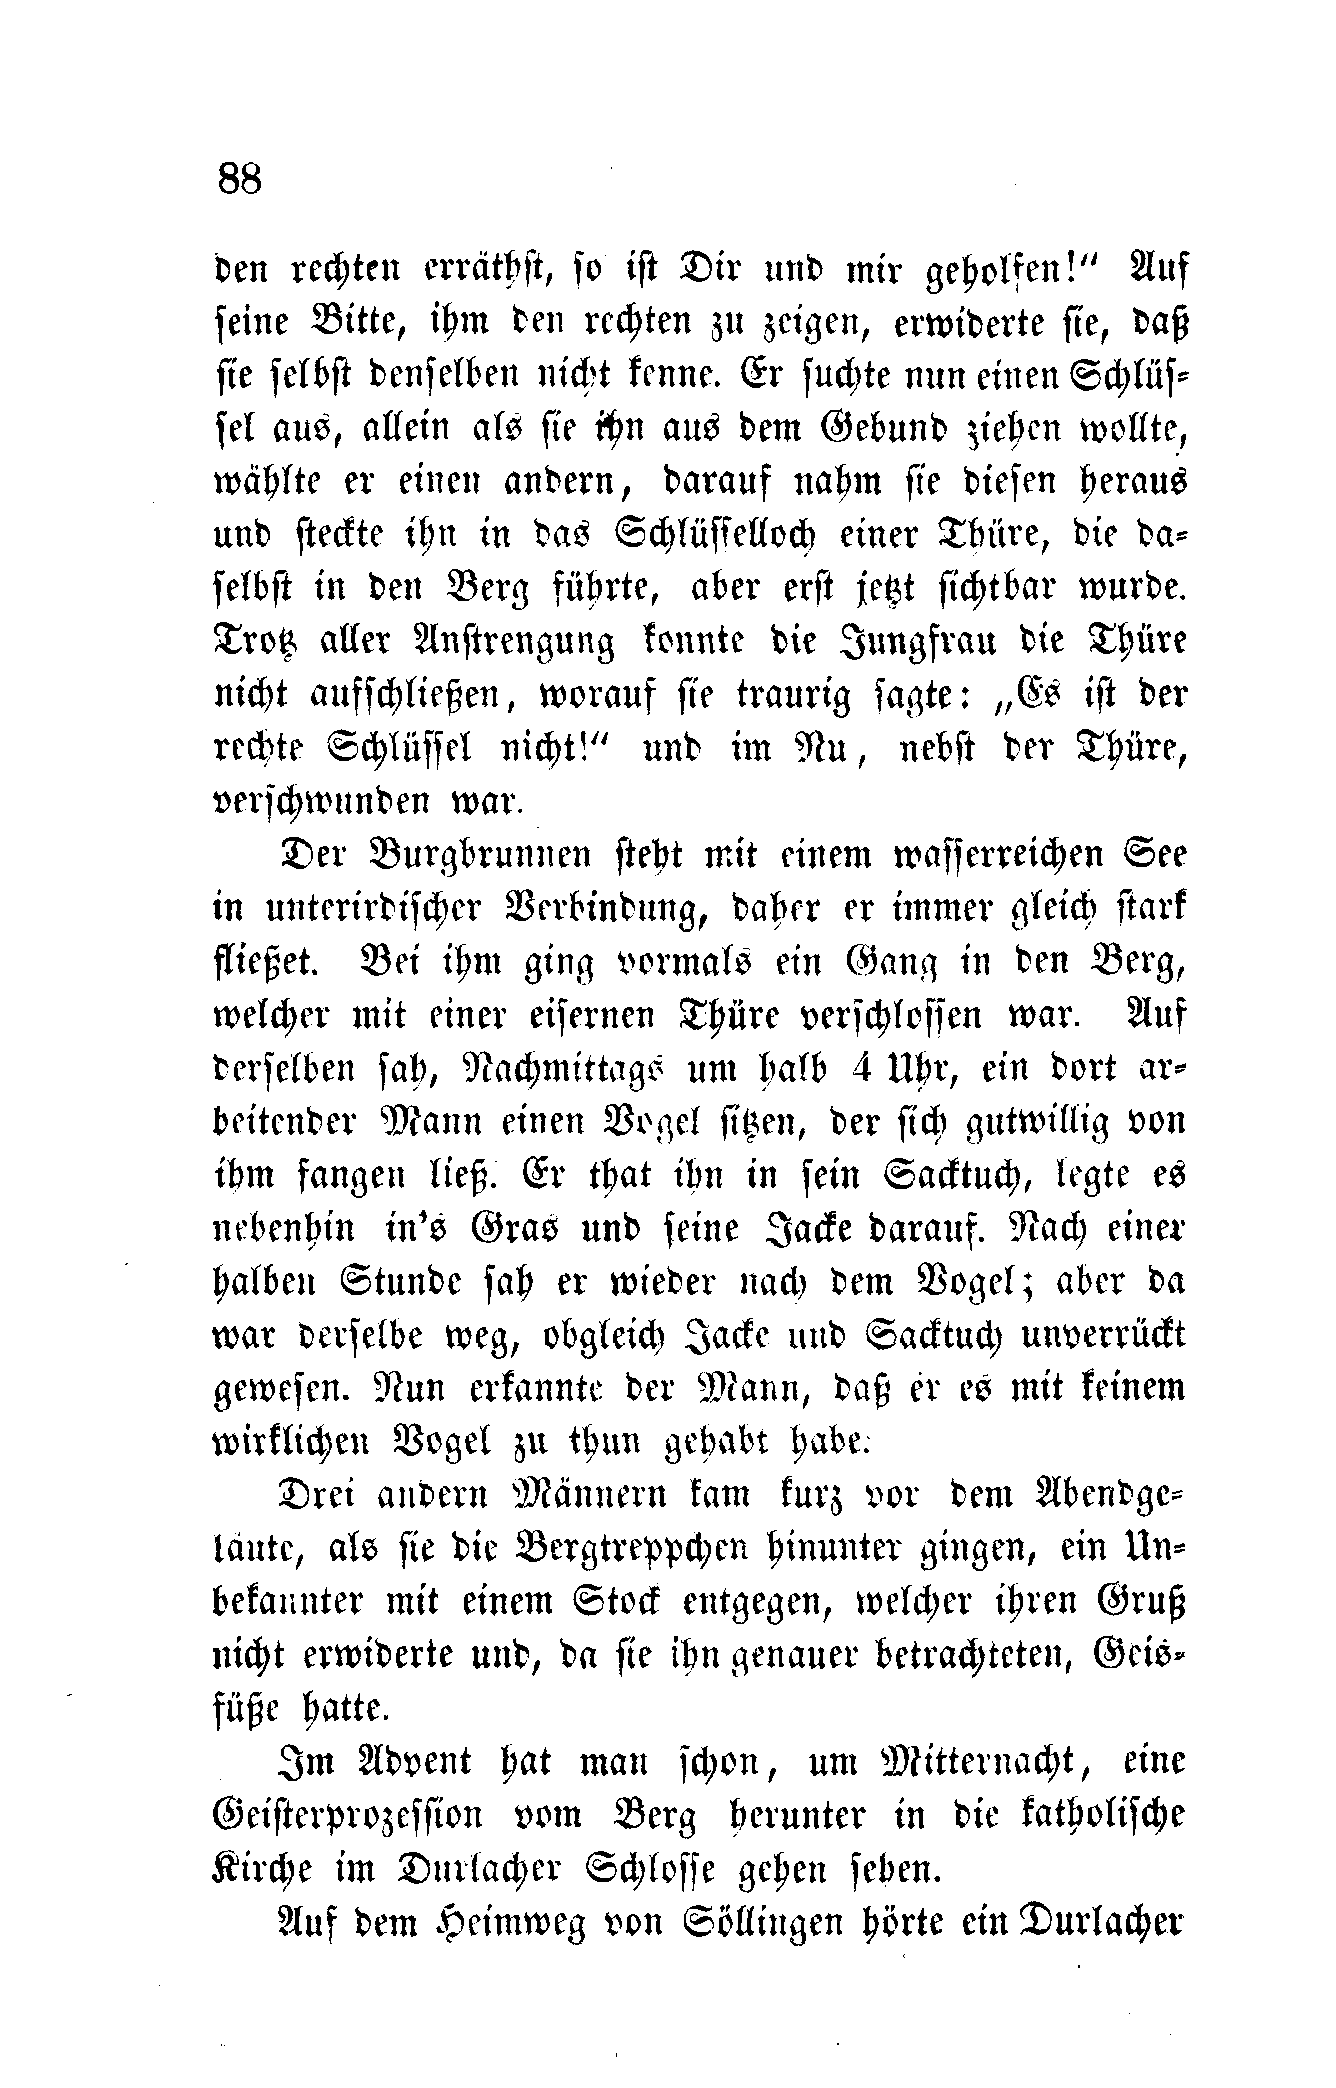 88
den rechten erräthst, so ist Dir und mir geholfen!“ Auf
seine Bitte, ihm den rechten zu zeigen, erwiderte sie, daß
sie selbst denselben nicht kenne. Er suchte nun einen Schlüs-
sel aus, allein als sie ihn aus dem Gebund ziehen wollte,
wählte er einen andern, darauf nahm sie diesen heraus
und steckte ihn in das Schlüsselloch einer Thüre, die da-
selbst in den Berg führte, aber erst jetzt sichtbar wurde.
Trotz aller Anstrengung konnte die Jungfrau die Thüre
nicht aufschließen, worauf sie traurig sagte: „Es ist der
rechte Schlüssel nicht!“ und im Nu, nebst der Thüre,
verschwunden war.
Der Burgbrunnen steht mit einem wasserreichen See
in unterirdischer Verbindung, daher er immer gleich stark
fließet. Bei ihm ging vormals ein Gang in den Berg,
welcher mit einer eisernen Thüre verschlossen war. Auf
derselben sah, Nachmittags um halb 4 Uhr, ein dort ar-
beitender Mann einen Vogel sitzen, der sich gutwillig von
ihm fangen ließ. Er that ihn in sein Sacktuch, legte es
nebenhin in's Gras und seine Jacke darauf. Nach einer
halben Stunde sah er wieder nach dem Vogel; aber da
war derselbe weg, obgleich Jacke und Sacktuch unverrückt
gewesen. Nun erkannte der Mann, daß er es mit keinem
wirklichen Vogel zu thun gehabt habe.
Drei andern Männern kam kurz vor dem Abendge-
läute, als sie die Bergtreppchen hinunter gingen, ein Un-
bekannter mit einem Stock entgegen, welcher ihren Gruß
nicht erwiderte und, da sie ihn genauer betrachteten, Geis-
füße hatte.
Im Advent hat man schon, um Mitternacht, eine
Geisterprozession vom Berg herunter in die katholische
Kirche im Durlacher Schlosse gehen sehen.
Auf dem Heimweg von Söllingen hörte ein Durlacher